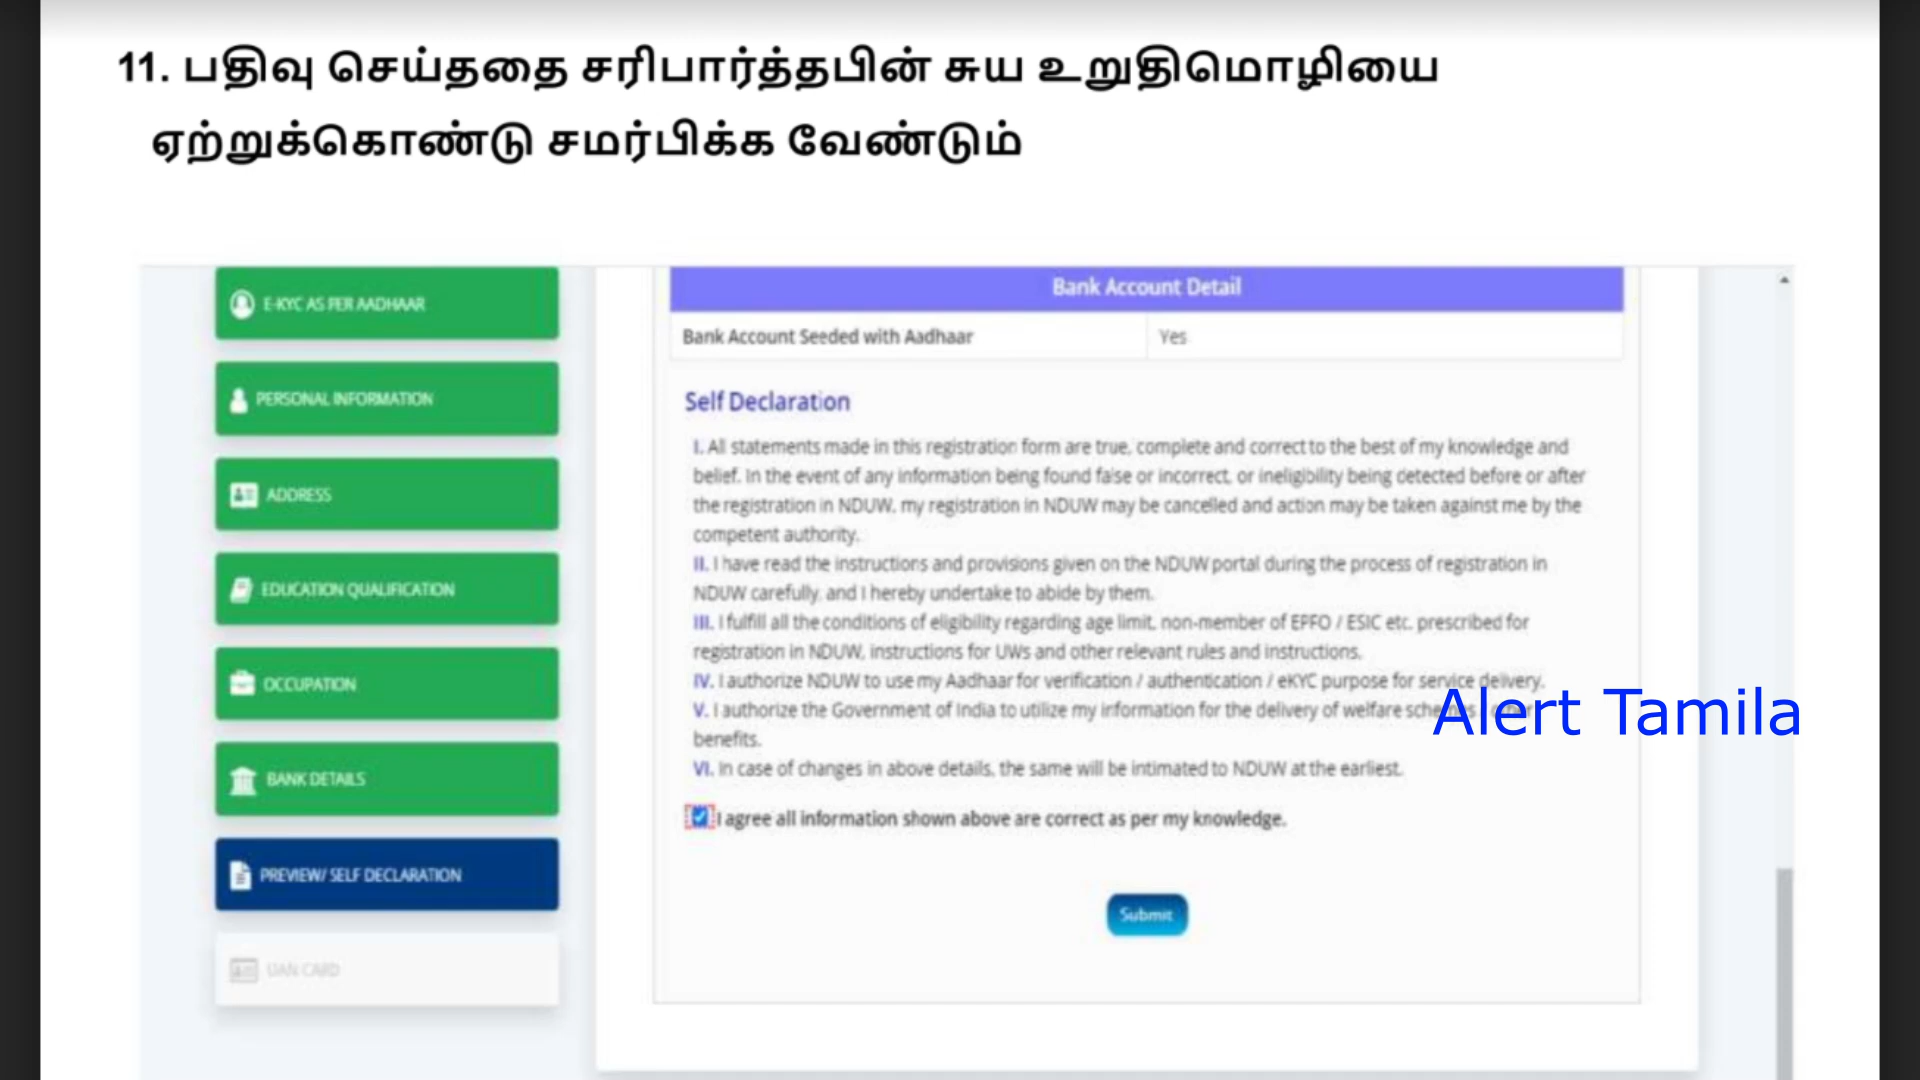 11. பதிவு செய்ததை சரிபார்த்தபின் சுய உறுதிமொழியை
ஏற்றுக்கொண்டு சமர்பிக்க வேண்டும்
E-KYC AS PER AADHAAR
PERSONAL INFORMATION
ADDRESS
EDUCATION QUALIFICATION
OCCUPATION
BANK DETAILS
PREVIEW/ SELF DECLARATION
UAN CARD
Bank Account Detail
Bank Account Seeded with Aadhaar Yes
Self Declaration
I. All statements made in this registration form are true, complete and correct to the best of my knowledge and
belief. In the event of any information being found false or incorrect, or ineligibility being detected before or after
the registration in NDUW, my registration in NDUW may be cancelled and action may be taken against me by the
competent authority.
II. I have read the instructions and provisions given on the NDUW portal during the process of registration in
NDUW carefully, and I hereby undertake to abide by them.
III. I fulfill all the conditions of eligibility regarding age limit, non-member of EPFO / ESIC etc. prescribed for
registration in NDUW, instructions for UWs and other relevant rules and instructions.
IV. I authorize NDUW to use my Aadhaar for verification / authentication / eKYC purpose for service delivery.
V. I authorize the Government of India to utilize my information for the delivery of welfare
benefits.
VI. In case of changes in above details, the same will be intimated to NDUW at the earliest.
I agree all information shown above are correct as per my knowledge.
Submit
Alert Tamila